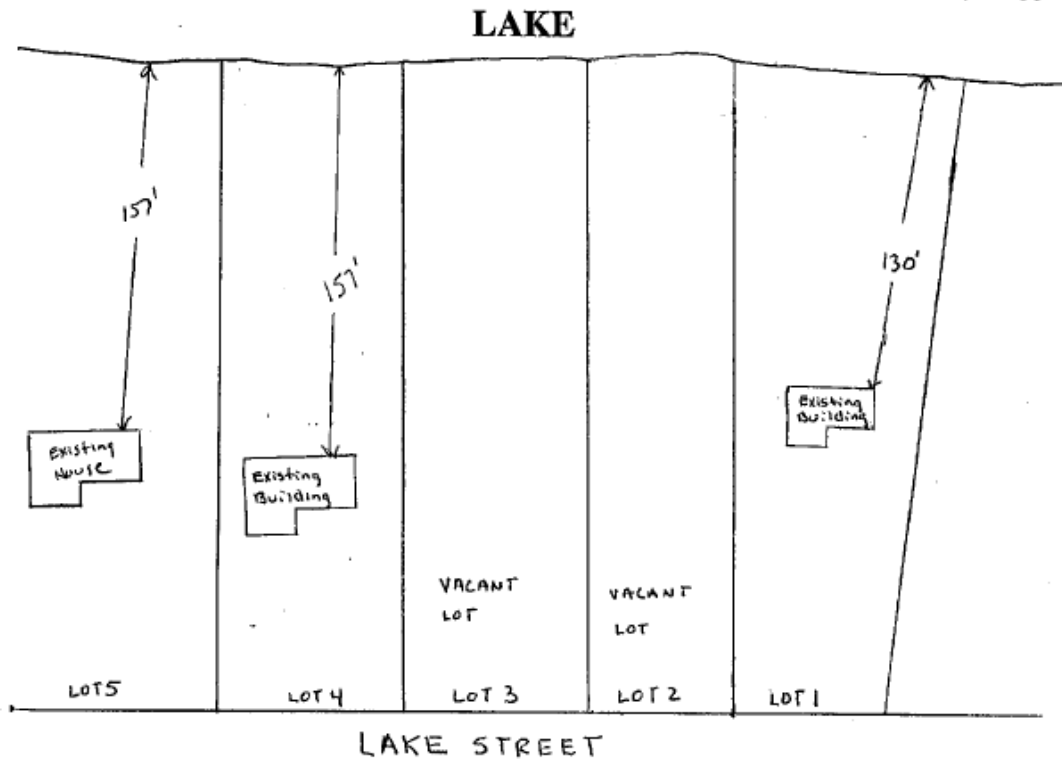 LAKE
157'
157'
130'
Existing
House
Existing
Building
Existing
Building
VACANT
LOT
VACANT
LOT
LOT 5
LOT 4
LOT 3
LOT 2
LOT 1
LAKE STREET